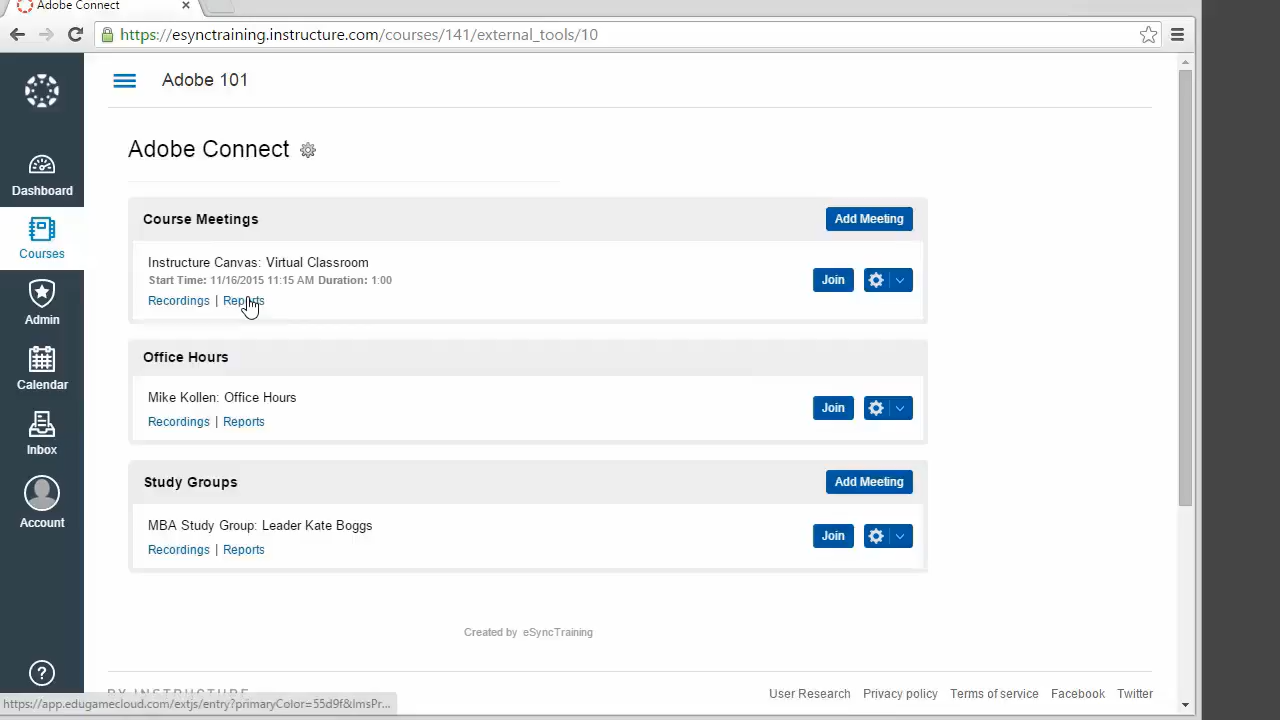 Adobe Connect
https://esynctraining.instructure.com/courses/141/external_tools/10
Adobe 101
Adobe Connect
Dashboard
Courses
Admin
Calendar
Inbox
Account
Course Meetings
Add Meeting
Instructure Canvas: Virtual Classroom
Start Time: 11/16/2015 11:15 AM Duration: 1:00
Join
Recordings | Reports
Office Hours
Mike Kollen: Office Hours
Join
Recordings | Reports
Study Groups
Add Meeting
MBA Study Group: Leader Kate Boggs
Join
Recordings | Reports
Created by eSyncTraining
BY INSTRUCTURE
User Research Privacy policy Terms of service Facebook Twitter
https://app.edugamecloud.com/extjs/entry?primaryColor=55d9f&lmsPr...